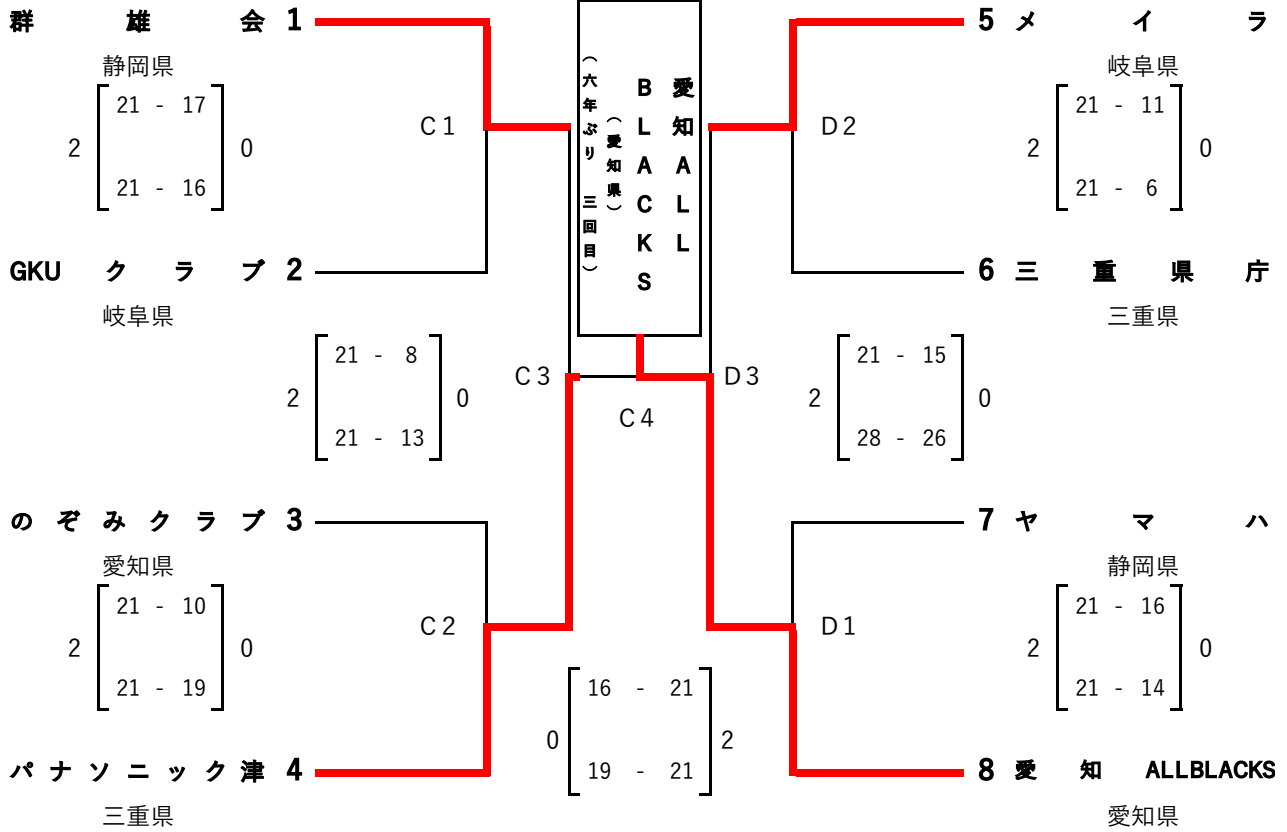 群雄会 1
静岡県
2 21 - 17 0
21 - 16
C1
GKU クラブ 2
岐阜県
のぞみクラブ 3
愛知県
2 21 - 10 0
21 - 19
C2
パナソニック津 4
三重県
2 21 - 8 0
21 - 13
C3
愛知ALL
BLACKS
(愛知県)
(六年ぶり 三回目)
C4
0 16 - 21 2
19 - 21
5 メイラ
岐阜県
2 21 - 11 0
21 - 6
D2
6 三重県庁
三重県
D3
2 21 - 15 0
28 - 26
7 ヤマハ
静岡県
2 21 - 16 0
21 - 14
D1
8 愛知 ALLBLACKS
愛知県